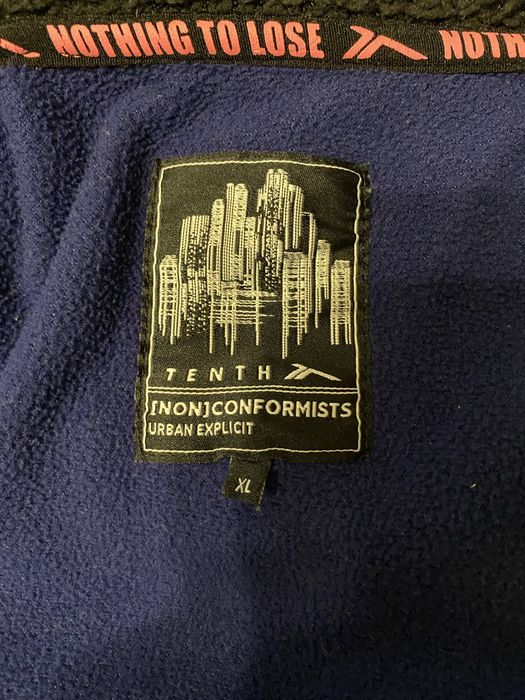 NOTHING TO LOSE NOTH
TENTH
[NON]CONFORMISTS
URBAN EXPLICIT
XL